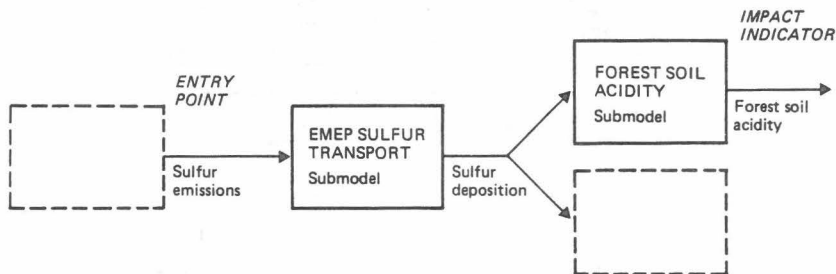 ENTRY
POINT
Sulfur
emissions
EMEP SULFUR
TRANSPORT
Submodel
Sulfur
deposition
FOREST SOIL
ACIDITY
Submodel
IMPACT
INDICATOR
Forest soil
acidity